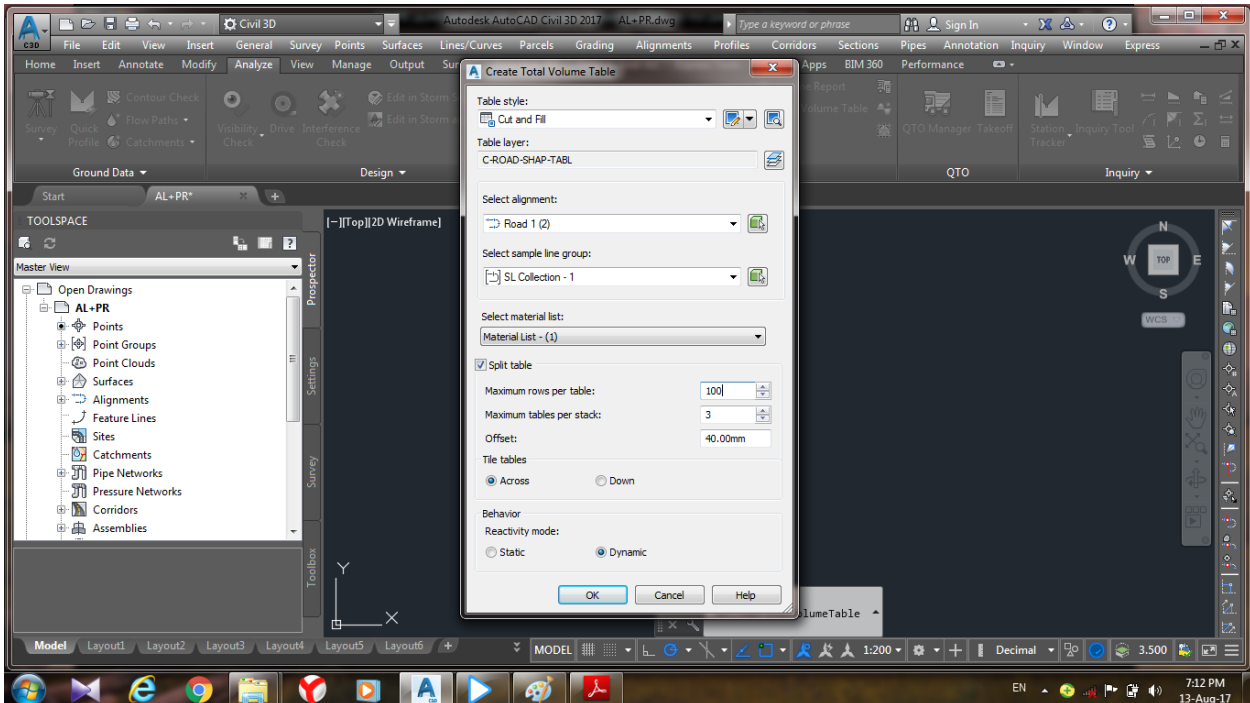 Civil 3D
Autodesk AutoCAD Civil 3D 2017 AL+PR.dwg
Type a keyword or phrase
Sign In
C3D
File Edit View Insert General Survey Points Surfaces Lines/Curves Parcels Grading Alignments Profiles Corridors Sections Pipes Annotation Inquiry Window Express
Home Insert Annotate Modify Analyze View Manage Output Sur Apps BIM 360 Performance
Survey
Quick Profile
Contour Check
Flow Paths
Catchments
Visibility Check
Drive
Interference Check
Edit in Storm S
Edit in Storm a
e Report
Volume Table
QTO Manager
Takeoff
Station Tracker
Inquiry Tool
Ground Data
Design
QTO
Inquiry
Start
AL+PR*
TOOLSPACE
Master View
Open Drawings
AL+PR
Points
Point Groups
Point Clouds
Surfaces
Alignments
Feature Lines
Sites
Catchments
Pipe Networks
Pressure Networks
Corridors
Assemblies
Prospector
Settings
Survey
Toolbox
[−][Top][2D Wireframe]
Create Total Volume Table
Table style:
Cut and Fill
Table layer:
C-ROAD-SHAP-TABL
Select alignment:
Road 1 (2)
Select sample line group:
SL Collection - 1
Select material list:
Material List - (1)
Split table
Maximum rows per table:
100
Maximum tables per stack:
3
Offset:
40.00mm
Tile tables
Across
Down
Behavior
Reactivity mode:
Static
Dynamic
OK
Cancel
Help
N
W
TOP
E
S
WCS
Y
X
lumeTable
Model Layout1 Layout2 Layout3 Layout4 Layout5 Layout6 +
MODEL
1:200
Decimal
3.500
EN
7:12 PM
13-Aug-17